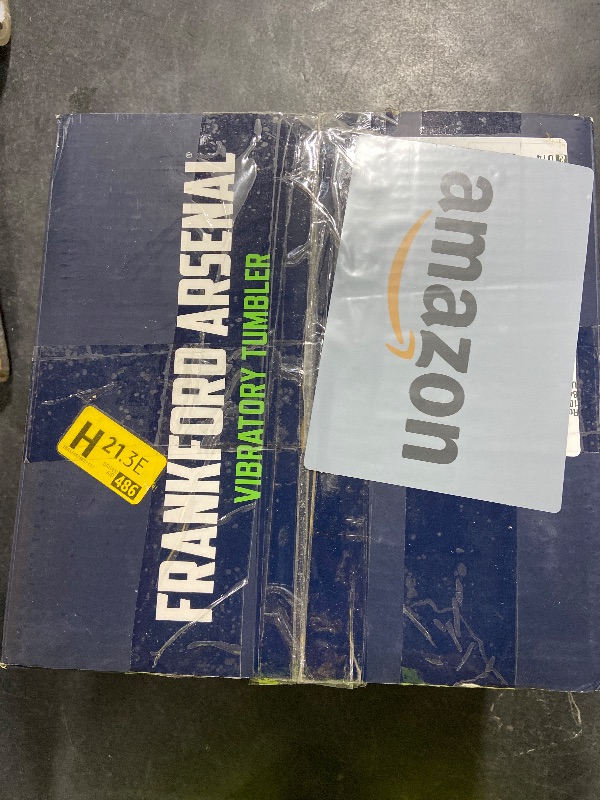 FRANKFORD ARSENAL®
VIBRATORY TUMBLER
amazon
H 21.3E
486